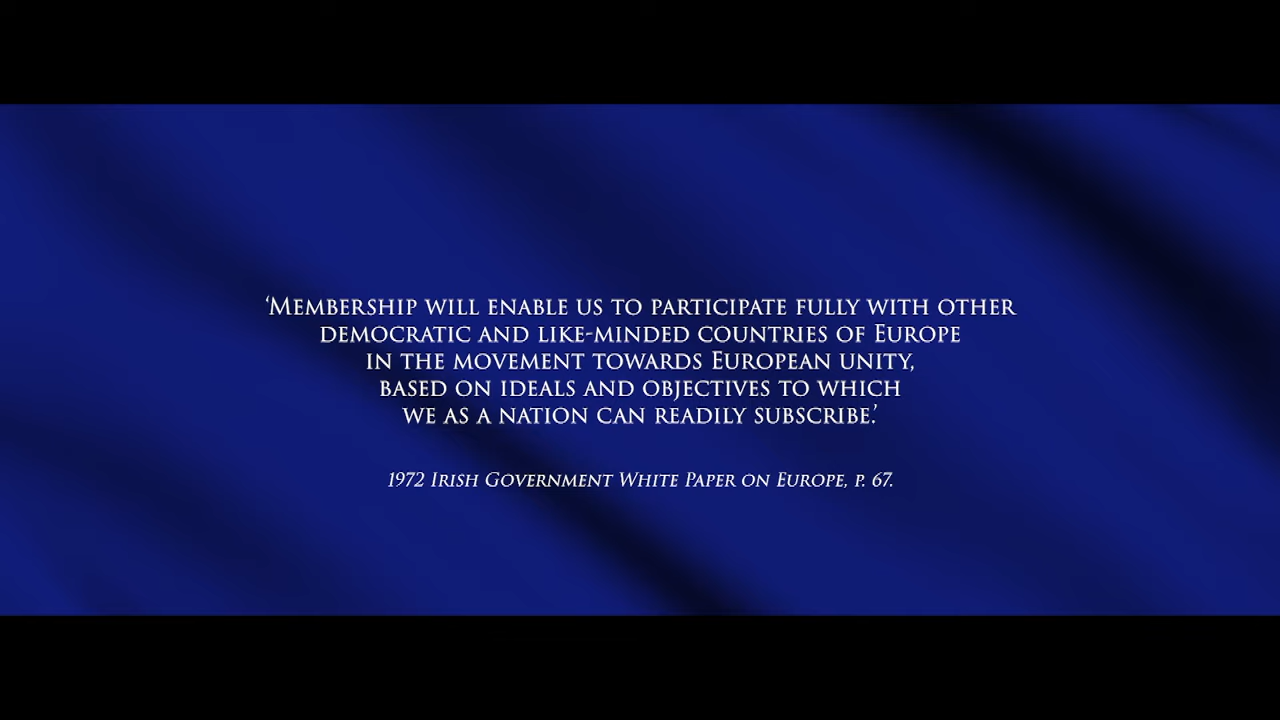 ‘Membership will enable us to participate fully with other
democratic and like-minded countries of Europe
in the movement towards European unity,
based on ideals and objectives to which
we as a nation can readily subscribe.’
1972 Irish Government White Paper on Europe, p. 67.